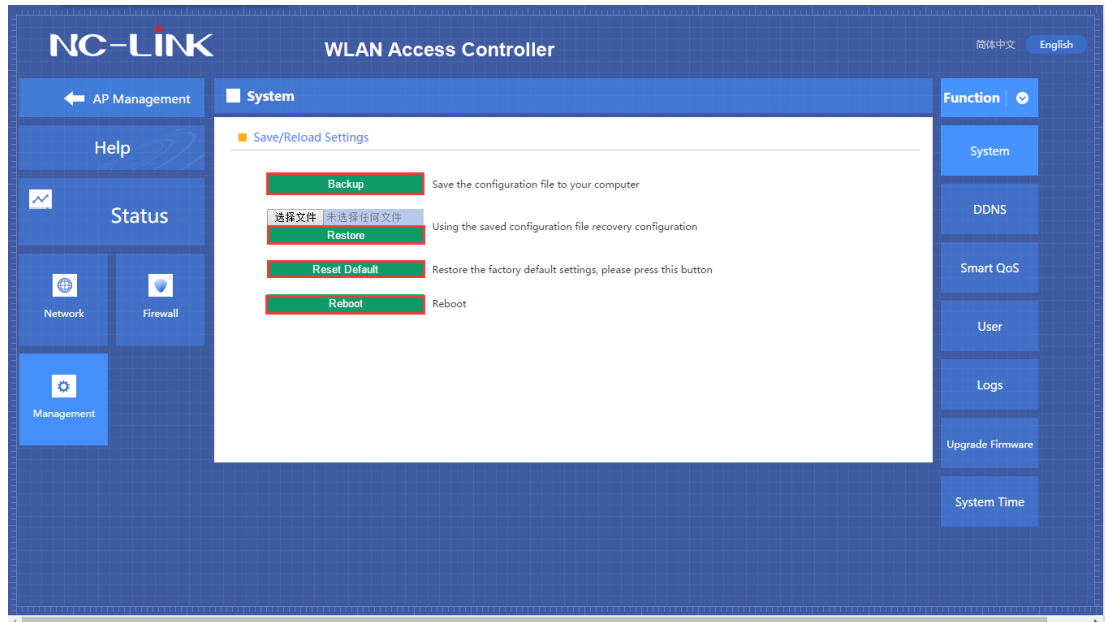 NC-LiNK
WLAN Access Controller
简体中文 English
AP Management
System
Function
Help
Save/Reload Settings
System
Backup Save the configuration file to your computer
Status
选择文件 未选择任何文件
Using the saved configuration file recovery configuration
Restore
DDNS
Reset Default Restore the factory default settings, please press this button
Smart QoS
Reboot Reboot
Network Firewall
User
Management
Logs
Upgrade Firmware
System Time